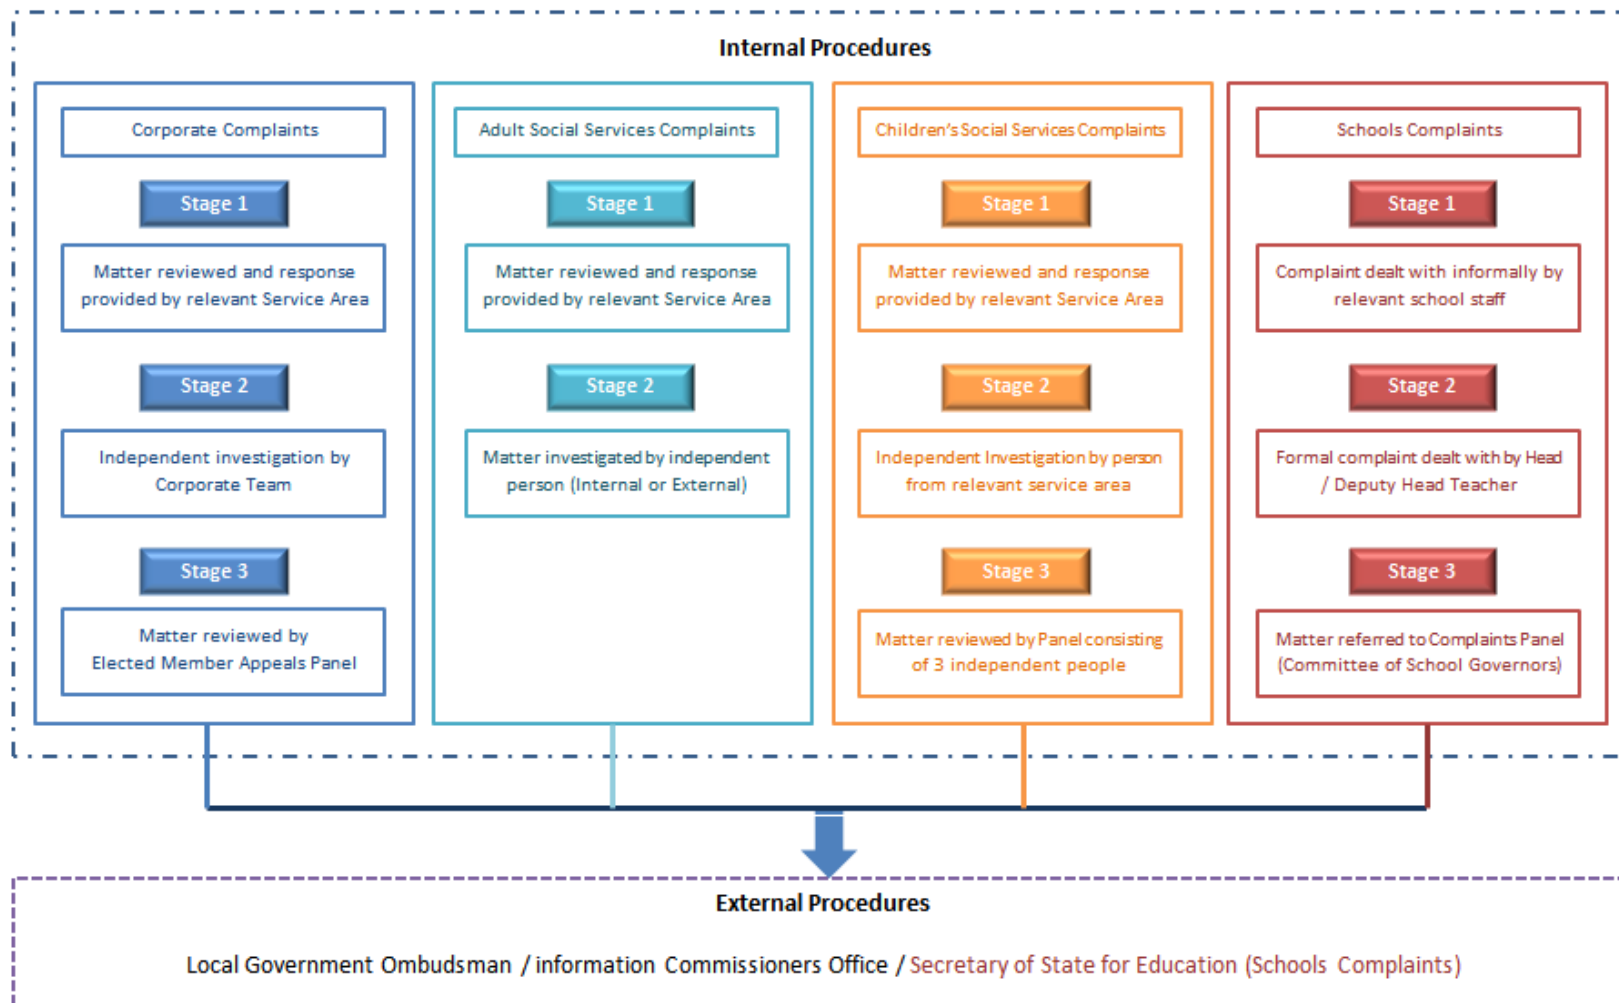 Internal Procedures
Corporate Complaints
Stage 1
Matter reviewed and response
provided by relevant Service Area
Stage 2
Independent investigation by
Corporate Team
Stage 3
Matter reviewed by
Elected Member Appeals Panel
Adult Social Services Complaints
Stage 1
Matter reviewed and response
provided by relevant Service Area
Stage 2
Matter investigated by independent
person (Internal or External)
Children's Social Services Complaints
Stage 1
Matter reviewed and response
provided by relevant Service Area
Stage 2
Independent Investigation by person
from relevant service area
Stage 3
Matter reviewed by Panel consisting
of 3 independent people
Schools Complaints
Stage 1
Complaint dealt with informally by
relevant school staff
Stage 2
Formal complaint dealt with by Head
/ Deputy Head Teacher
Stage 3
Matter referred to Complaints Panel
(Committee of School Governors)
External Procedures
Local Government Ombudsman / information Commissioners Office / Secretary of State for Education (Schools Complaints)